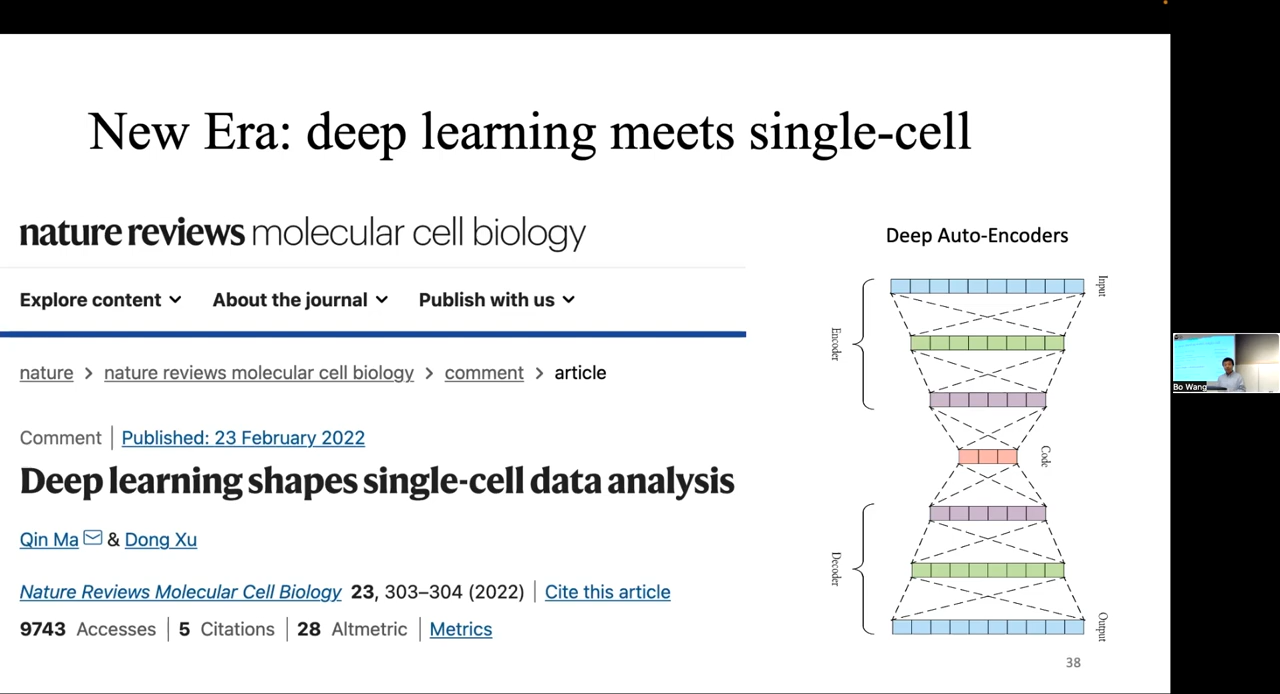 New Era: deep learning meets single-cell
nature reviews molecular cell biology
Explore content About the journal Publish with us
nature > nature reviews molecular cell biology > comment > article
Comment | Published: 23 February 2022
Deep learning shapes single-cell data analysis
Qin Ma & Dong Xu
Nature Reviews Molecular Cell Biology 23, 303–304 (2022) | Cite this article
9743 Accesses | 5 Citations | 28 Altmetric | Metrics
Deep Auto-Encoders
Input
Encoder
Code
Decoder
Output
38
Bo Wang